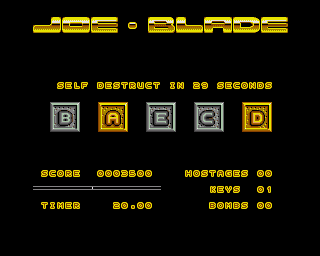 JOE · BLADE
SELF DESTRUCT IN 29 SECONDS
B A E C D
SCORE 0003500 HOSTAGES 00
KEYS 01
TIMER 20.00 BOMBS 00